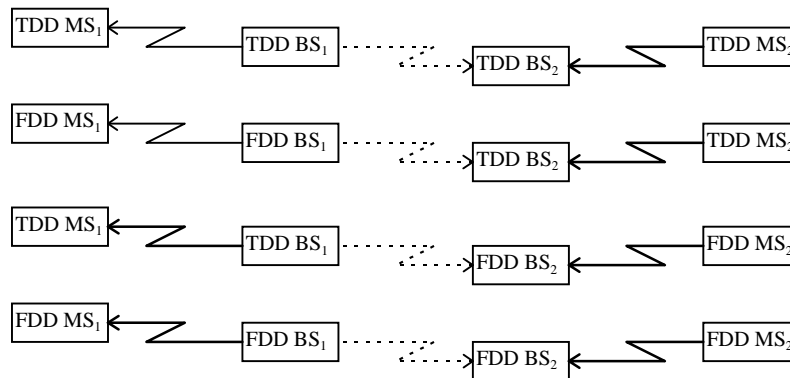 TDD MS₁ TDD BS₁ TDD BS₂ TDD MS₂
FDD MS₁ FDD BS₁ TDD BS₂ TDD MS₂
TDD MS₁ TDD BS₁ FDD BS₂ FDD MS₂
FDD MS₁ FDD BS₁ FDD BS₂ FDD MS₂